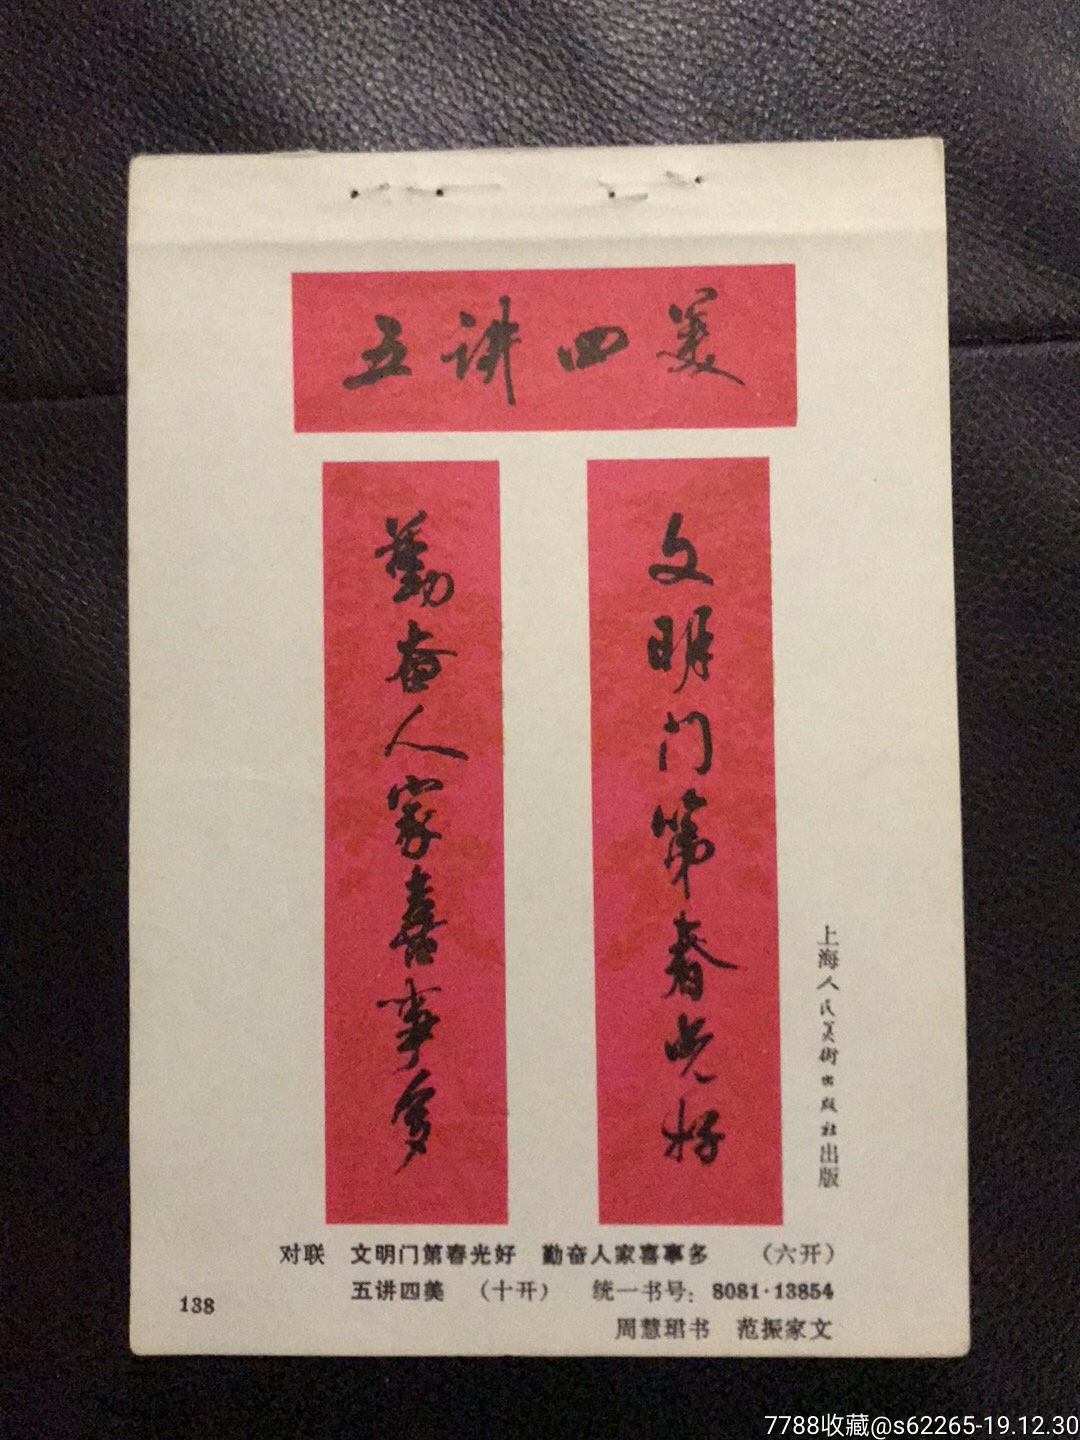 五讲四美
文明门第春光好
勤奋人家喜事多
上海人民美術出版社出版
对联 文明门第春光好 勤奋人家喜事多 （六开）
五讲四美 （十开） 统一书号：8081·13854
周慧珺书 范振家文
138
7788收藏@s62265-19.12.30